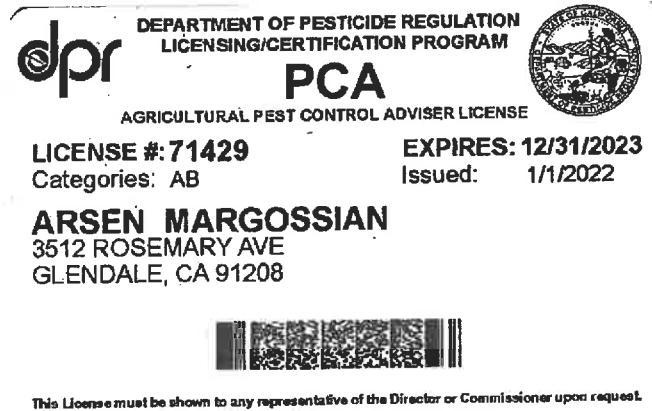 dpr
DEPARTMENT OF PESTICIDE REGULATION
LICENSING/CERTIFICATION PROGRAM
PCA
AGRICULTURAL PEST CONTROL ADVISER LICENSE
LICENSE #: 71429
EXPIRES: 12/31/2023
Categories: AB
Issued: 1/1/2022
ARSEN MARGOSSIAN
3512 ROSEMARY AVE
GLENDALE, CA 91208
This License must be shown to any representative of the Director or Commissioner upon request.